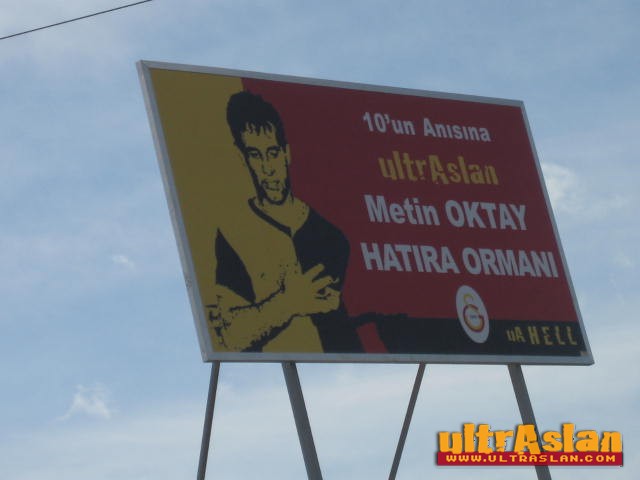 10'un Anısına
ultrAslan
Metin OKTAY
HATIRA ORMANI
uA HELL
ultrAslan
WWW.ULTRASLAN.COM